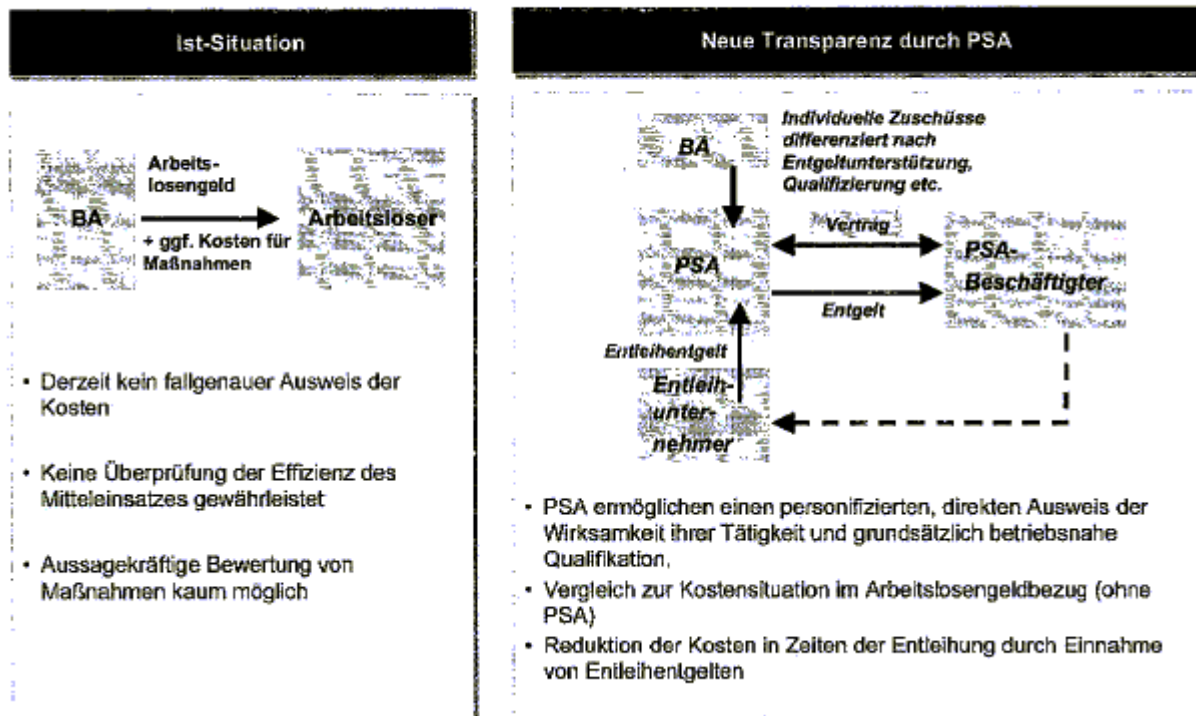 Ist-Situation
BA
Arbeits-
losengeld
+ ggf. Kosten für
Maßnahmen
Arbeitsloser
• Derzeit kein fallgenauer Ausweis der
Kosten
• Keine Überprüfung der Effizienz des
Mitteleinsatzes gewährleistet
• Aussagekräftige Bewertung von
Maßnahmen kaum möglich
Neue Transparenz durch PSA
BA
Individuelle Zuschüsse
differenziert nach
Entgeltunterstützung,
Qualifizierung etc.
PSA
Vertrag
Entgelt
PSA-
Beschäftigter
Entleihentgelt
Entleih-
unter-
nehmer
• PSA ermöglichen einen personifizierten, direkten Ausweis der
Wirksamkeit ihrer Tätigkeit und grundsätzlich betriebsnahe
Qualifikation.
• Vergleich zur Kostensituation im Arbeitslosengeldbezug (ohne
PSA)
• Reduktion der Kosten in Zeiten der Entleihung durch Einnahme
von Entleihentgelten